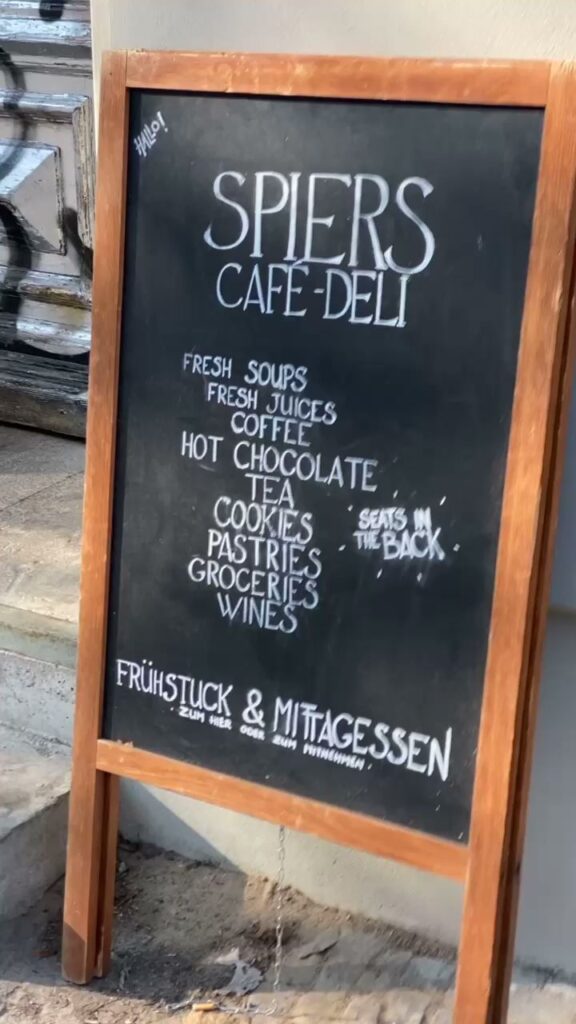 HALLO!
SPIERS
CAFÉ-DELI
FRESH SOUPS
FRESH JUICES
COFFEE
HOT CHOCOLATE
TEA
COOKIES
PASTRIES
GROCERIES
WINES
SEATS IN
THE BACK
FRÜHSTUCK & MITTAGESSEN
ZUM HIER ODER ZUM MITNEHMEN